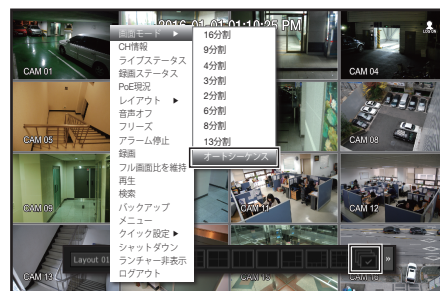 2016-01-01 01:10:25 PM
LOG ON
画面モード ▶
CH情報
ライブステータス
録画ステータス
PoE現況
レイアウト ▶
音声オフ
フリーズ
アラーム停止
録画
フル画面比を維持
再生
検索
バックアップ
メニュー
クイック設定 ▶
シャットダウン
ランチャー非表示
ログアウト
16分割
9分割
4分割
3分割
2分割
6分割
8分割
13分割
オートシーケンス
CAM 01
CAM 04
CAM 05
CAM 08
CAM 09
CAM 11
CAM 12
Layout 01
CAM 13
CAM 15
CAM 16
»